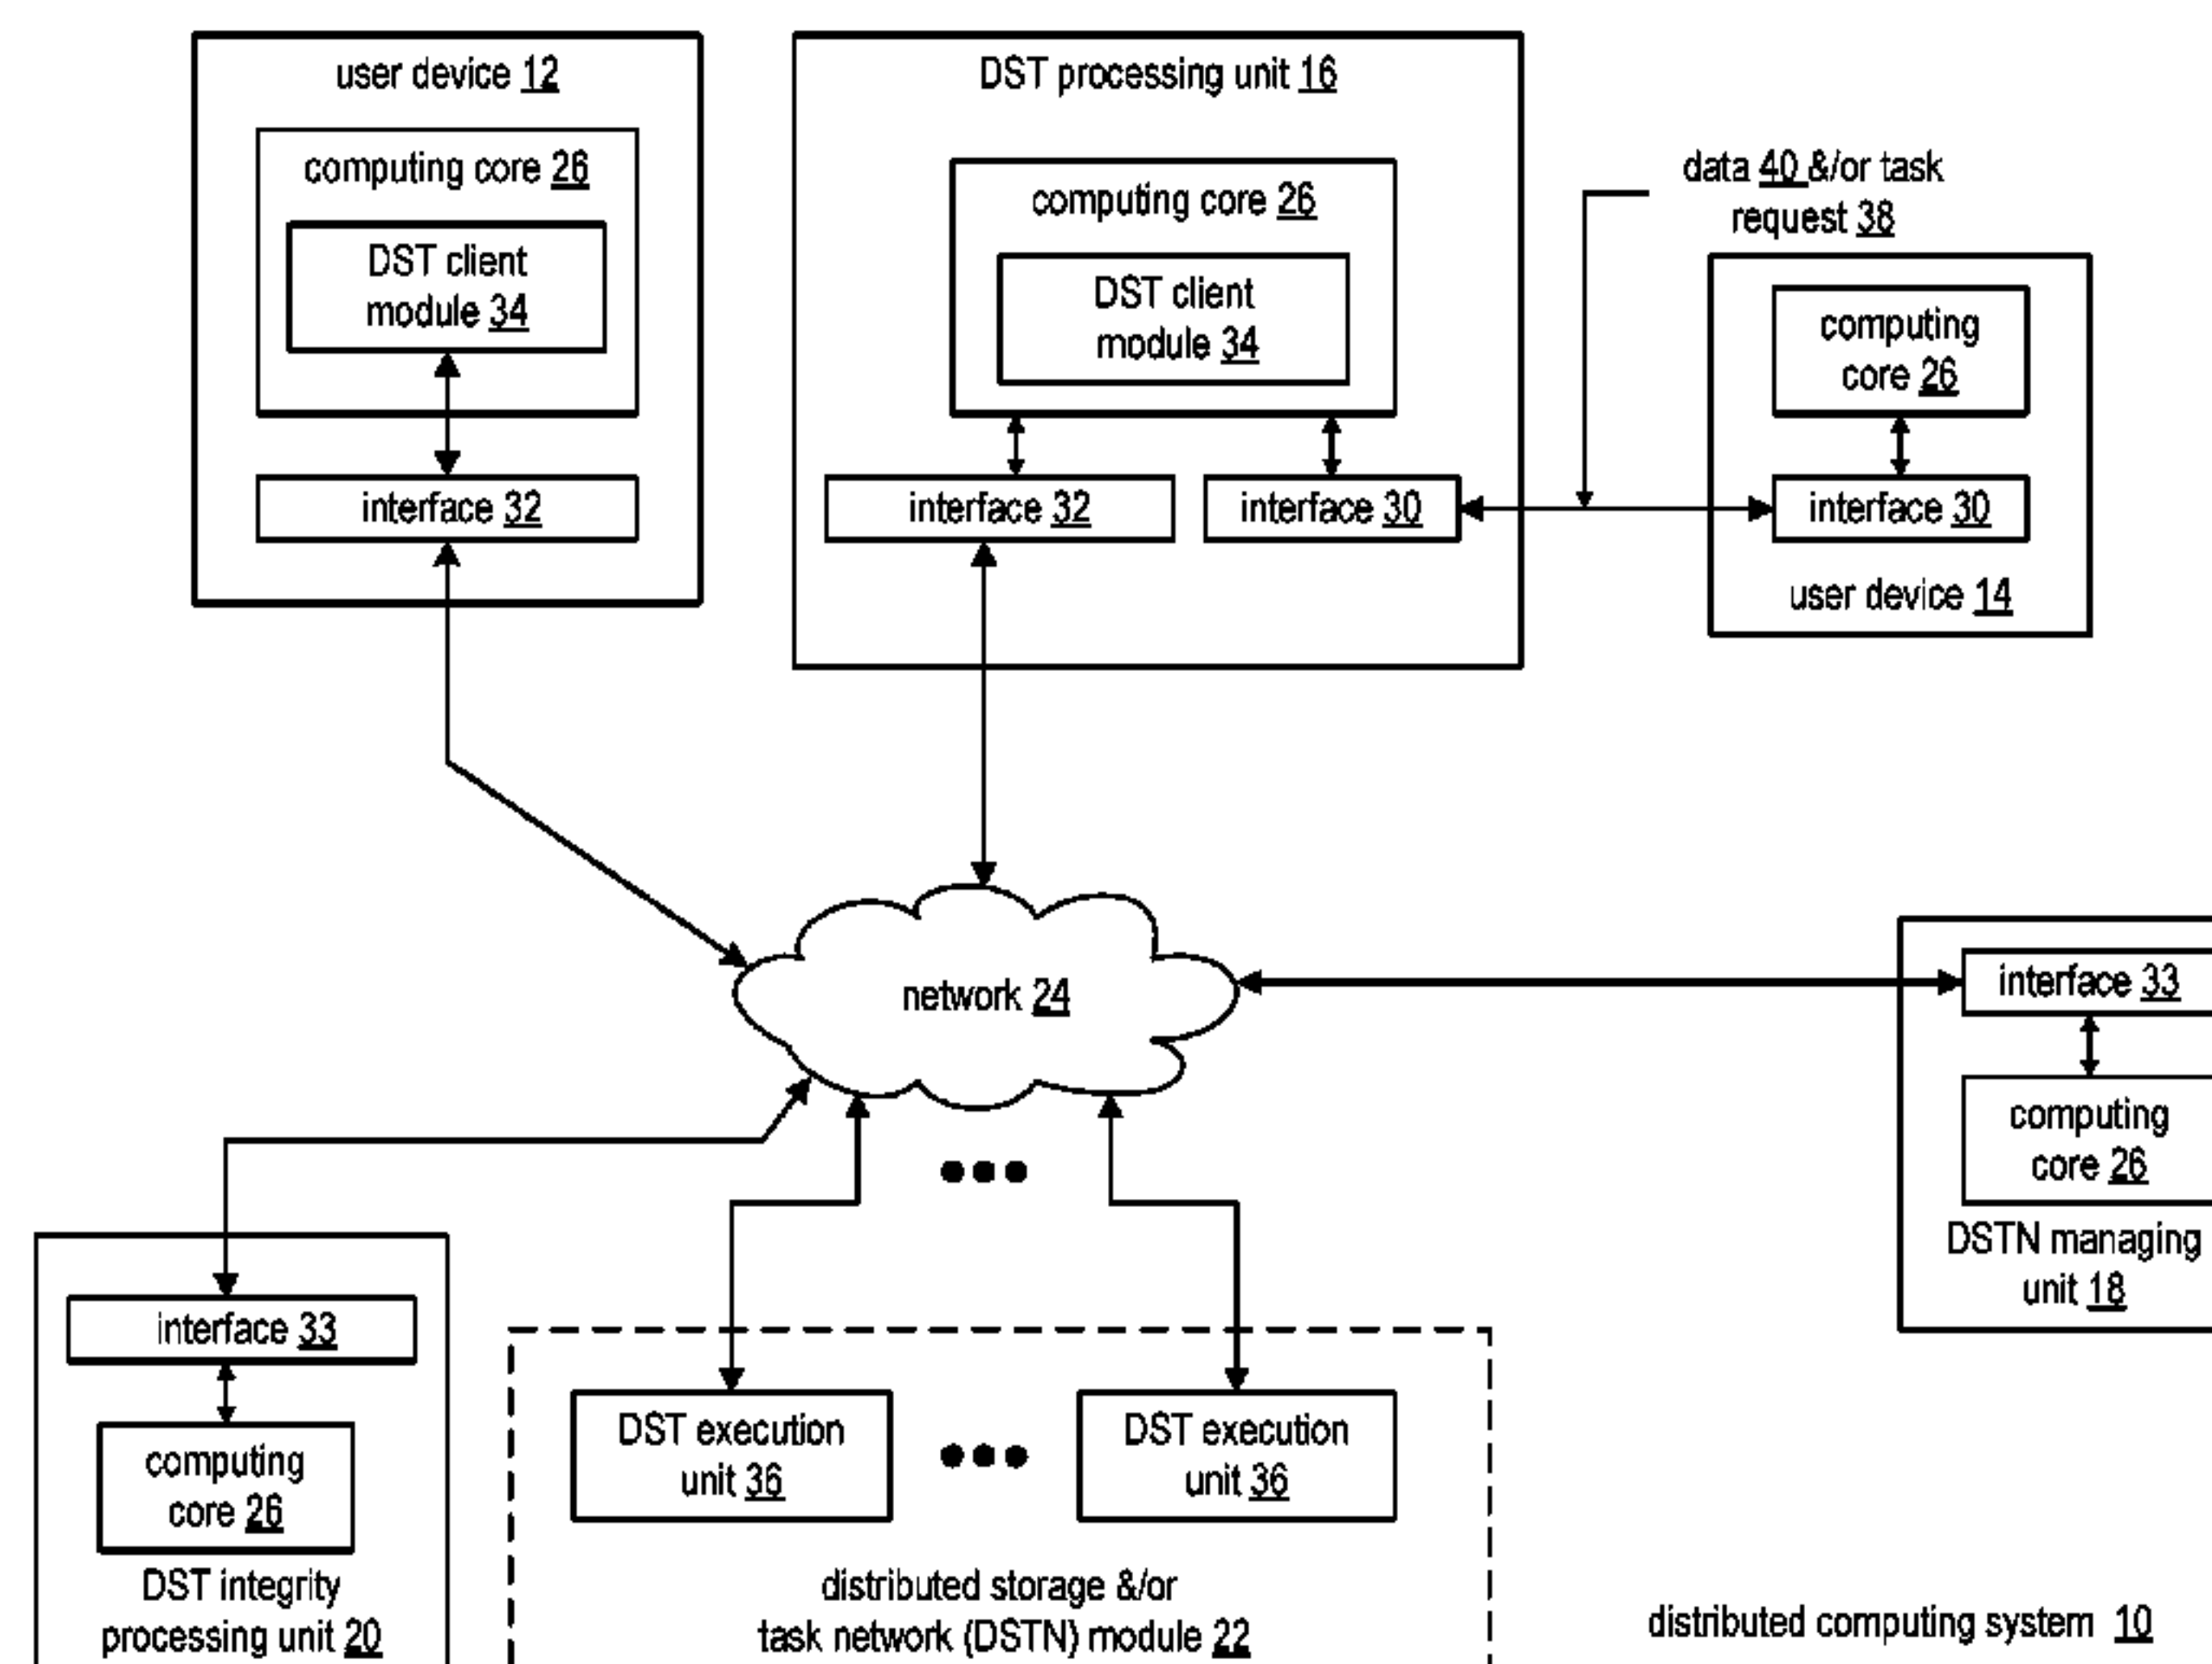 user device 12
computing core 26
DST client
module 34
interface 32
DST processing unit 16
computing core 26
DST client
module 34
interface 32
interface 30
data 40 &/or task
request 38
computing
core 26
interface 30
user device 14
network 24
interface 33
computing
core 26
DSTN managing
unit 18
interface 33
computing
core 26
DST integrity
processing unit 20
DST execution
unit 36
DST execution
unit 36
distributed storage &/or
task network (DSTN) module 22
distributed computing system 10